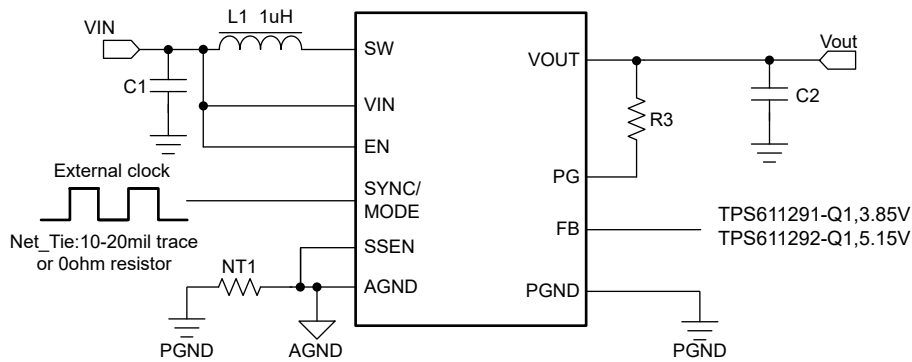 L1 1uH
VIN
SW
VOUT
Vout
C1
C2
VIN
R3
EN
External clock
PG
SYNC/
MODE
TPS611291-Q1,3.85V
FB
TPS611292-Q1,5.15V
Net_Tie:10-20mil trace
or 0ohm resistor
SSEN
NT1
AGND
PGND
PGND
AGND
PGND